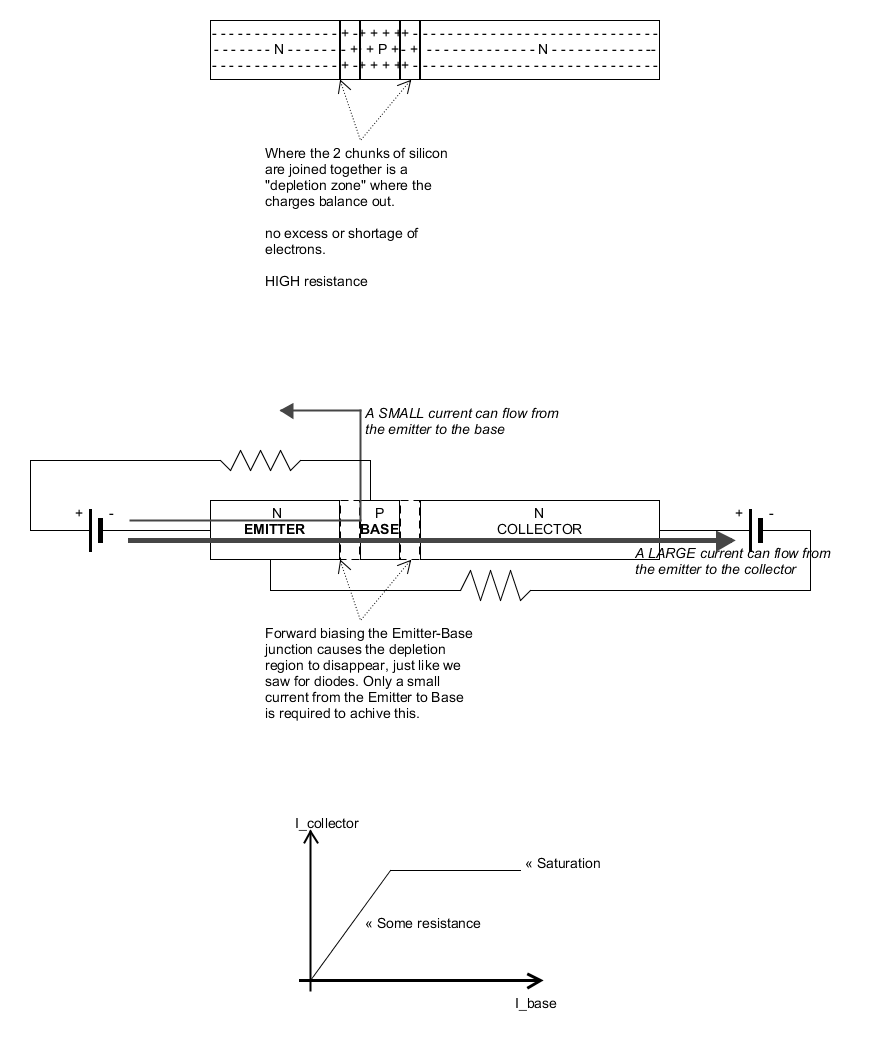 - - - - - - - - - - - - - - - - + - + + + + + - - - - - - - - - - - - - - - - - - - - - - - - - - - -
- - - - - - - N - - - - - - - + + P + - + - - - - - - - - - - - - - N - - - - - - - - - - - --
- - - - - - - - - - - - - - - - + - + + + + + - - - - - - - - - - - - - - - - - - - - - - - - - - - -
Where the 2 chunks of silicon
are joined together is a
"depletion zone" where the
charges balance out.
no excess or shortage of
electrons.
HIGH resistance
A SMALL current can flow from
the emitter to the base
+ - N P N + -
EMITTER BASE COLLECTOR
A LARGE current can flow from
the emitter to the collector
Forward biasing the Emitter-Base
junction causes the depletion
region to disappear, just like we
saw for diodes. Only a small
current from the Emitter to Base
is required to achive this.
I_collector
« Saturation
« Some resistance
I_base